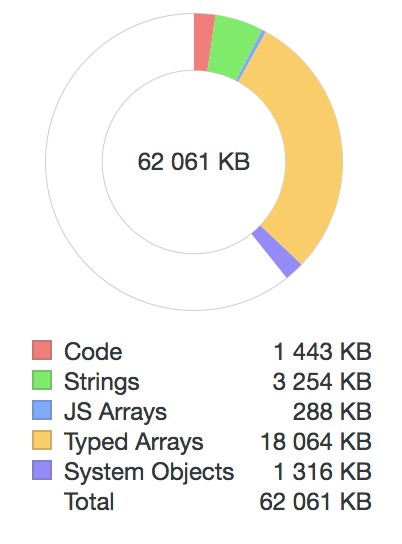 62 061 KB
Code 1 443 KB
Strings 3 254 KB
JS Arrays 288 KB
Typed Arrays 18 064 KB
System Objects 1 316 KB
Total 62 061 KB